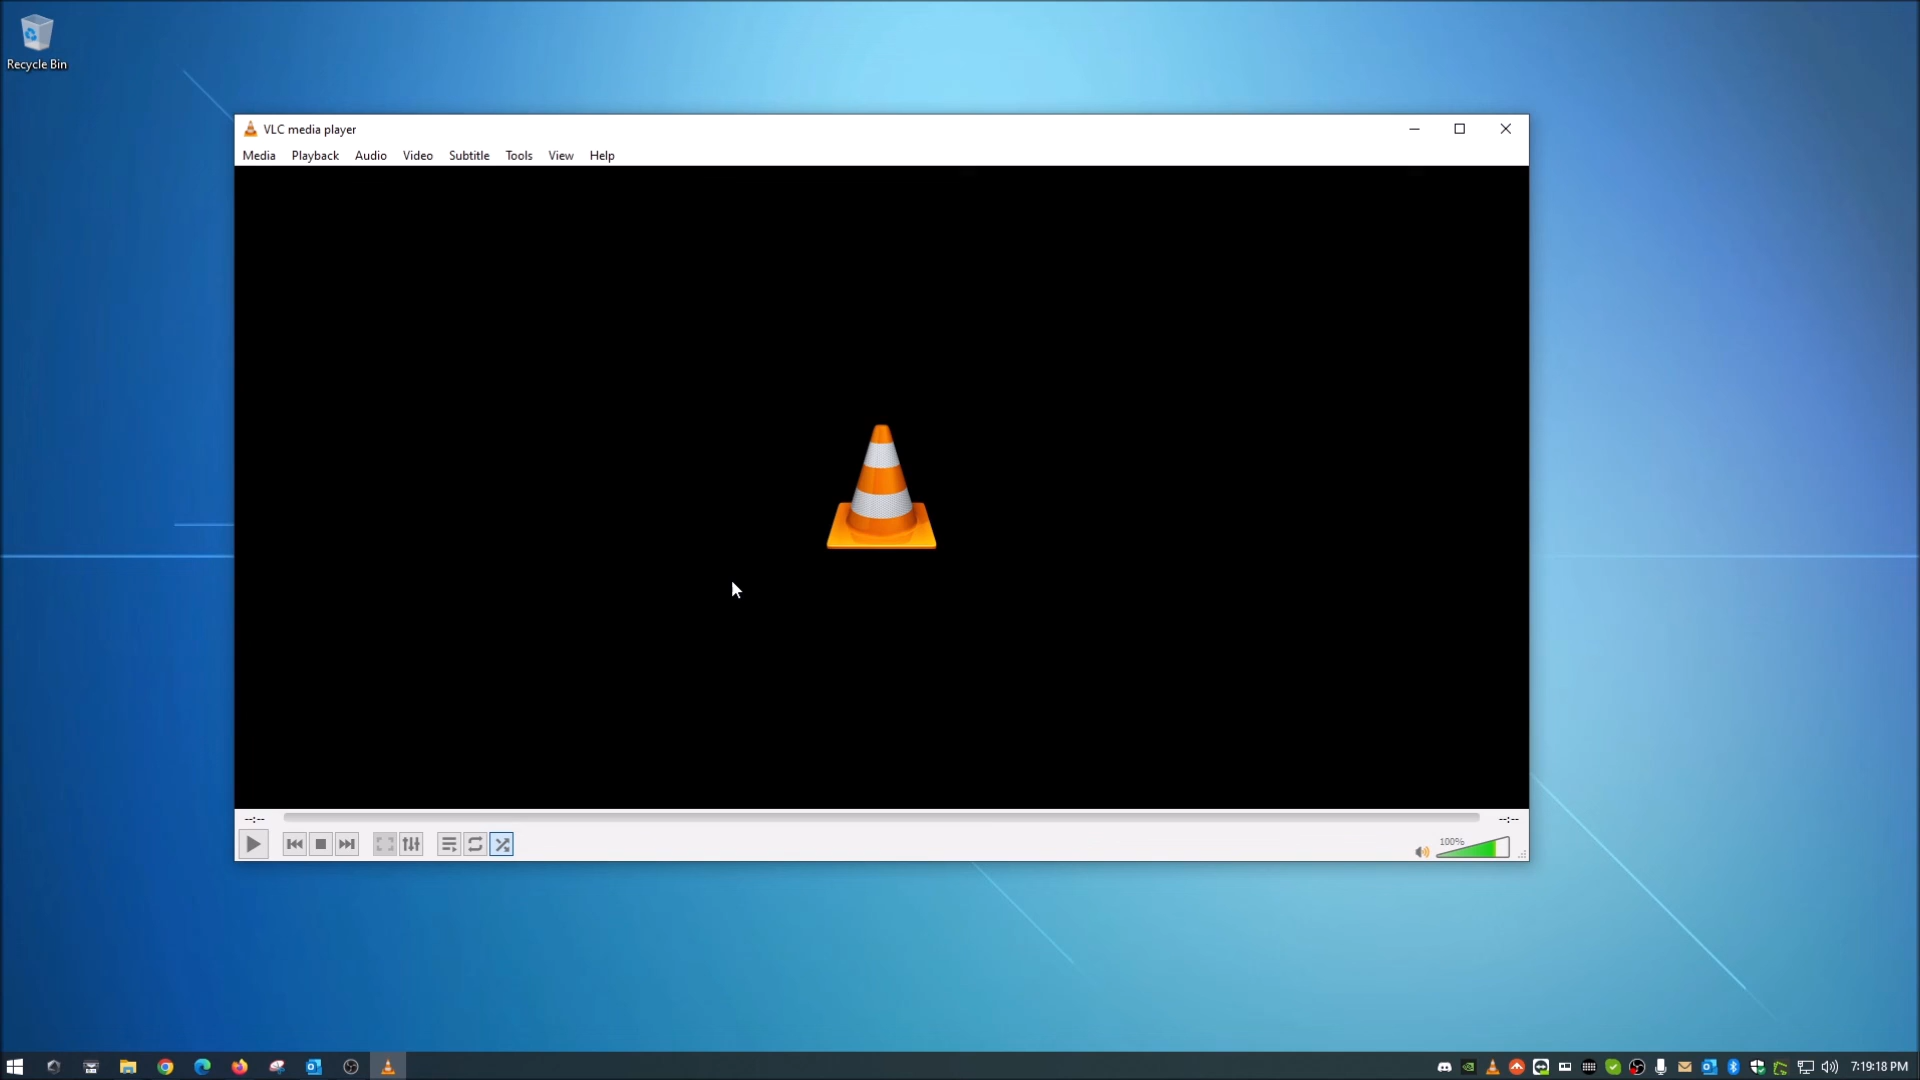 Recycle Bin
VLC media player
Media Playback Audio Video Subtitle Tools View Help
--:-- --:--
100%
7:19:18 PM